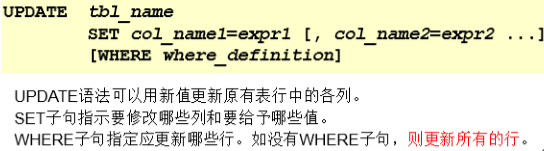 UPDATE tbl_name
SET col_name1=expr1 [, col_name2=expr2 ...]
[WHERE where_definition]
UPDATE语法可以用新值更新原有表行中的各列。
SET子句指示要修改哪些列和要给予哪些值。
WHERE子句指定应更新哪些行。如没有WHERE子句，则更新所有的行。